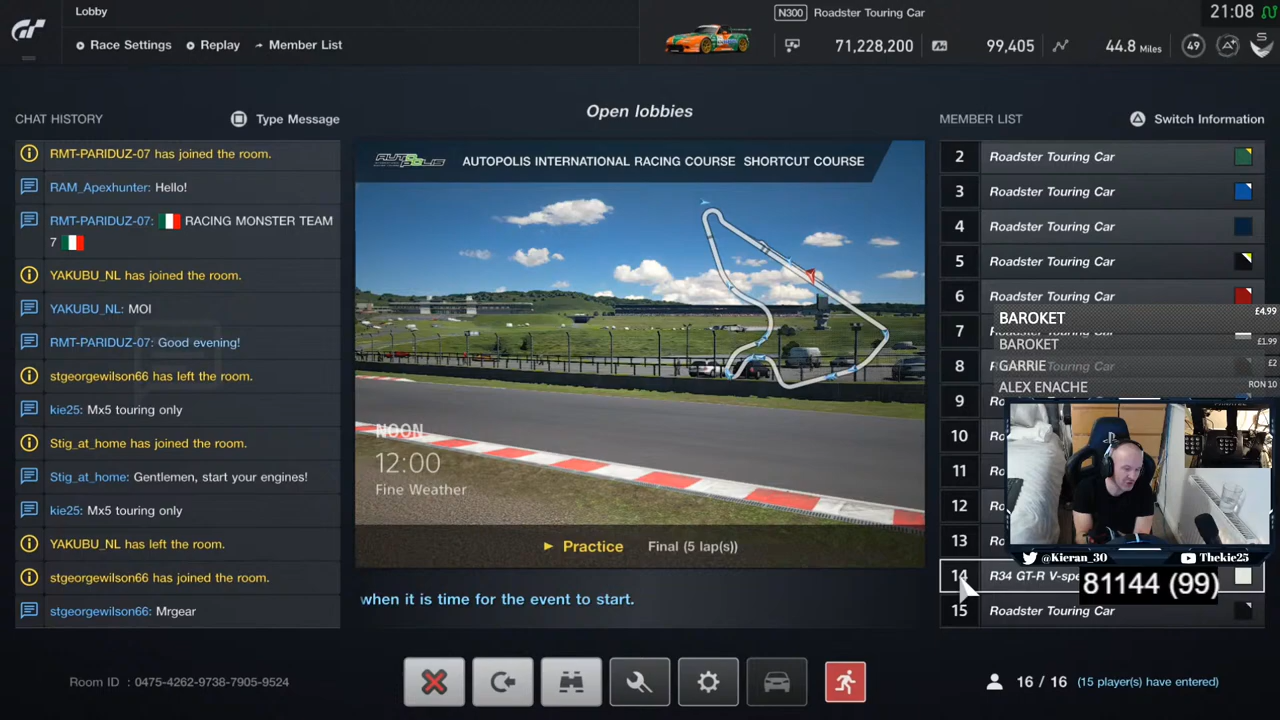 Lobby
Race Settings
Replay
Member List
N300
Roadster Touring Car
21:08
71,228,200
99,405
44.8 Miles
49
S
CHAT HISTORY
Type Message
RMT-PARIDUZ-07 has joined the room.
RAM_Apexhunter: Hello!
RMT-PARIDUZ-07: RACING MONSTER TEAM
7
YAKUBU_NL has joined the room.
YAKUBU_NL: MOI
RMT-PARIDUZ-07: Good evening!
stgeorgewilson66 has left the room.
kie25: Mx5 touring only
Stig_at_home has joined the room.
Stig_at_home: Gentlemen, start your engines!
kie25: Mx5 touring only
YAKUBU_NL has left the room.
stgeorgewilson66 has joined the room.
stgeorgewilson66: Mrgear
Open lobbies
AUTOPOLIS
AUTOPOLIS INTERNATIONAL RACING COURSE SHORTCUT COURSE
NOON
12:00
Fine Weather
Practice
Final (5 lap(s))
when it is time for the event to start.
MEMBER LIST
Switch Information
2 Roadster Touring Car
3 Roadster Touring Car
4 Roadster Touring Car
5 Roadster Touring Car
6 Roadster Touring Car
7
8
9
10
11
12
13
14 R34 GT-R V-spe
15 Roadster Touring Car
BAROKET £4.99
BAROKET £1.99
GARRIE £2
ALEX ENACHE RON 10
@Kieran_30
Thekie25
81144 (99)
Room ID : 0475-4262-9738-7905-9524
16 / 16
(15 player(s) have entered)